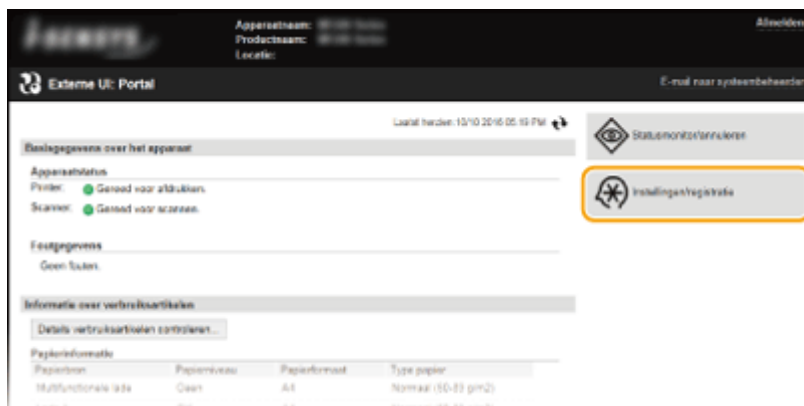 Apparaatnaam:
Productnaam:
Locatie:
Afmelden
Externe UI: Portal
E-mail naar systeembeheerder
Laatst herzien: 10/10 2016 05:19 PM
Basisgegevens over het apparaat
Apparaatstatus
Printer: Gereed voor afdrukken.
Scanner: Gereed voor scannen.
Foutgegevens
Geen fouten.
Informatie over verbruiksartikelen
Details verbruiksartikelen controleren...
Papierinformatie
Papierbron Papierniveau Papierformaat Type papier
Multifunctionele lade Geen A4 Normaal (60-89 g/m2)
Statusmonitor/annuleren
Instellingen/registratie